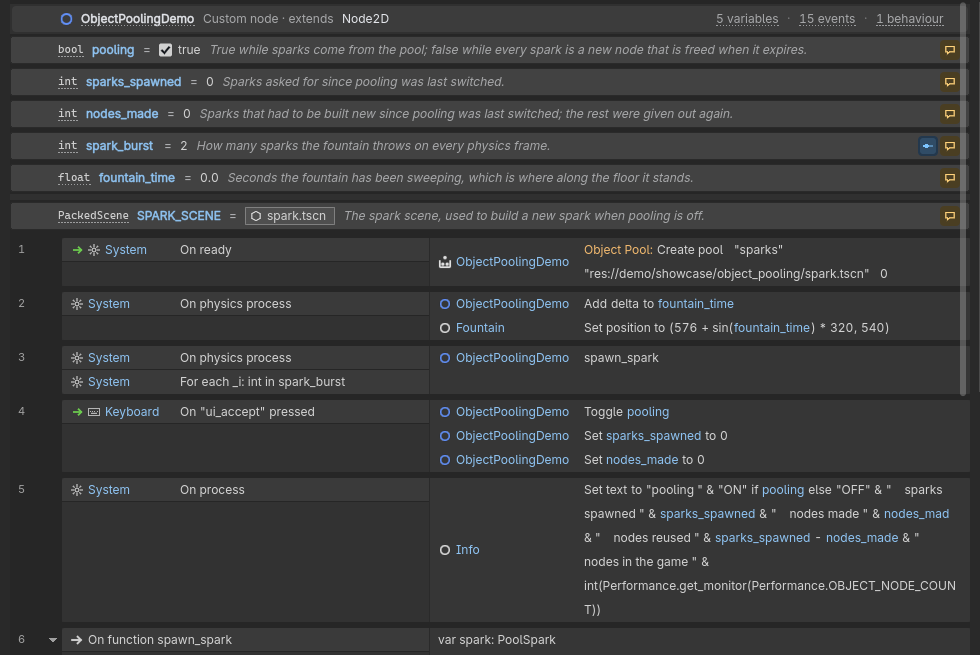 ObjectPoolingDemo Custom node · extends Node2D 5 variables · 15 events · 1 behaviour
bool pooling = true True while sparks come from the pool; false while every spark is a new node that is freed when it expires.
int sparks_spawned = 0 Sparks asked for since pooling was last switched.
int nodes_made = 0 Sparks that had to be built new since pooling was last switched; the rest were given out again.
int spark_burst = 2 How many sparks the fountain throws on every physics frame.
float fountain_time = 0.0 Seconds the fountain has been sweeping, which is where along the floor it stands.
PackedScene SPARK_SCENE = spark.tscn The spark scene, used to build a new spark when pooling is off.
1 System On ready ObjectPoolingDemo Object Pool: Create pool "sparks"
"res://demo/showcase/object_pooling/spark.tscn" 0
2 System On physics process ObjectPoolingDemo Add delta to fountain_time
Fountain Set position to (576 + sin(fountain_time) * 320, 540)
3 System On physics process ObjectPoolingDemo spawn_spark
System For each _i: int in spark_burst
4 Keyboard On "ui_accept" pressed ObjectPoolingDemo Toggle pooling
ObjectPoolingDemo Set sparks_spawned to 0
ObjectPoolingDemo Set nodes_made to 0
5 System On process Info Set text to "pooling " & "ON" if pooling else "OFF" & " sparks
spawned " & sparks_spawned & " nodes made " & nodes_mad
& " nodes reused " & sparks_spawned - nodes_made & "
nodes in the game " &
int(Performance.get_monitor(Performance.OBJECT_NODE_COUN
T))
6 On function spawn_spark var spark: PoolSpark